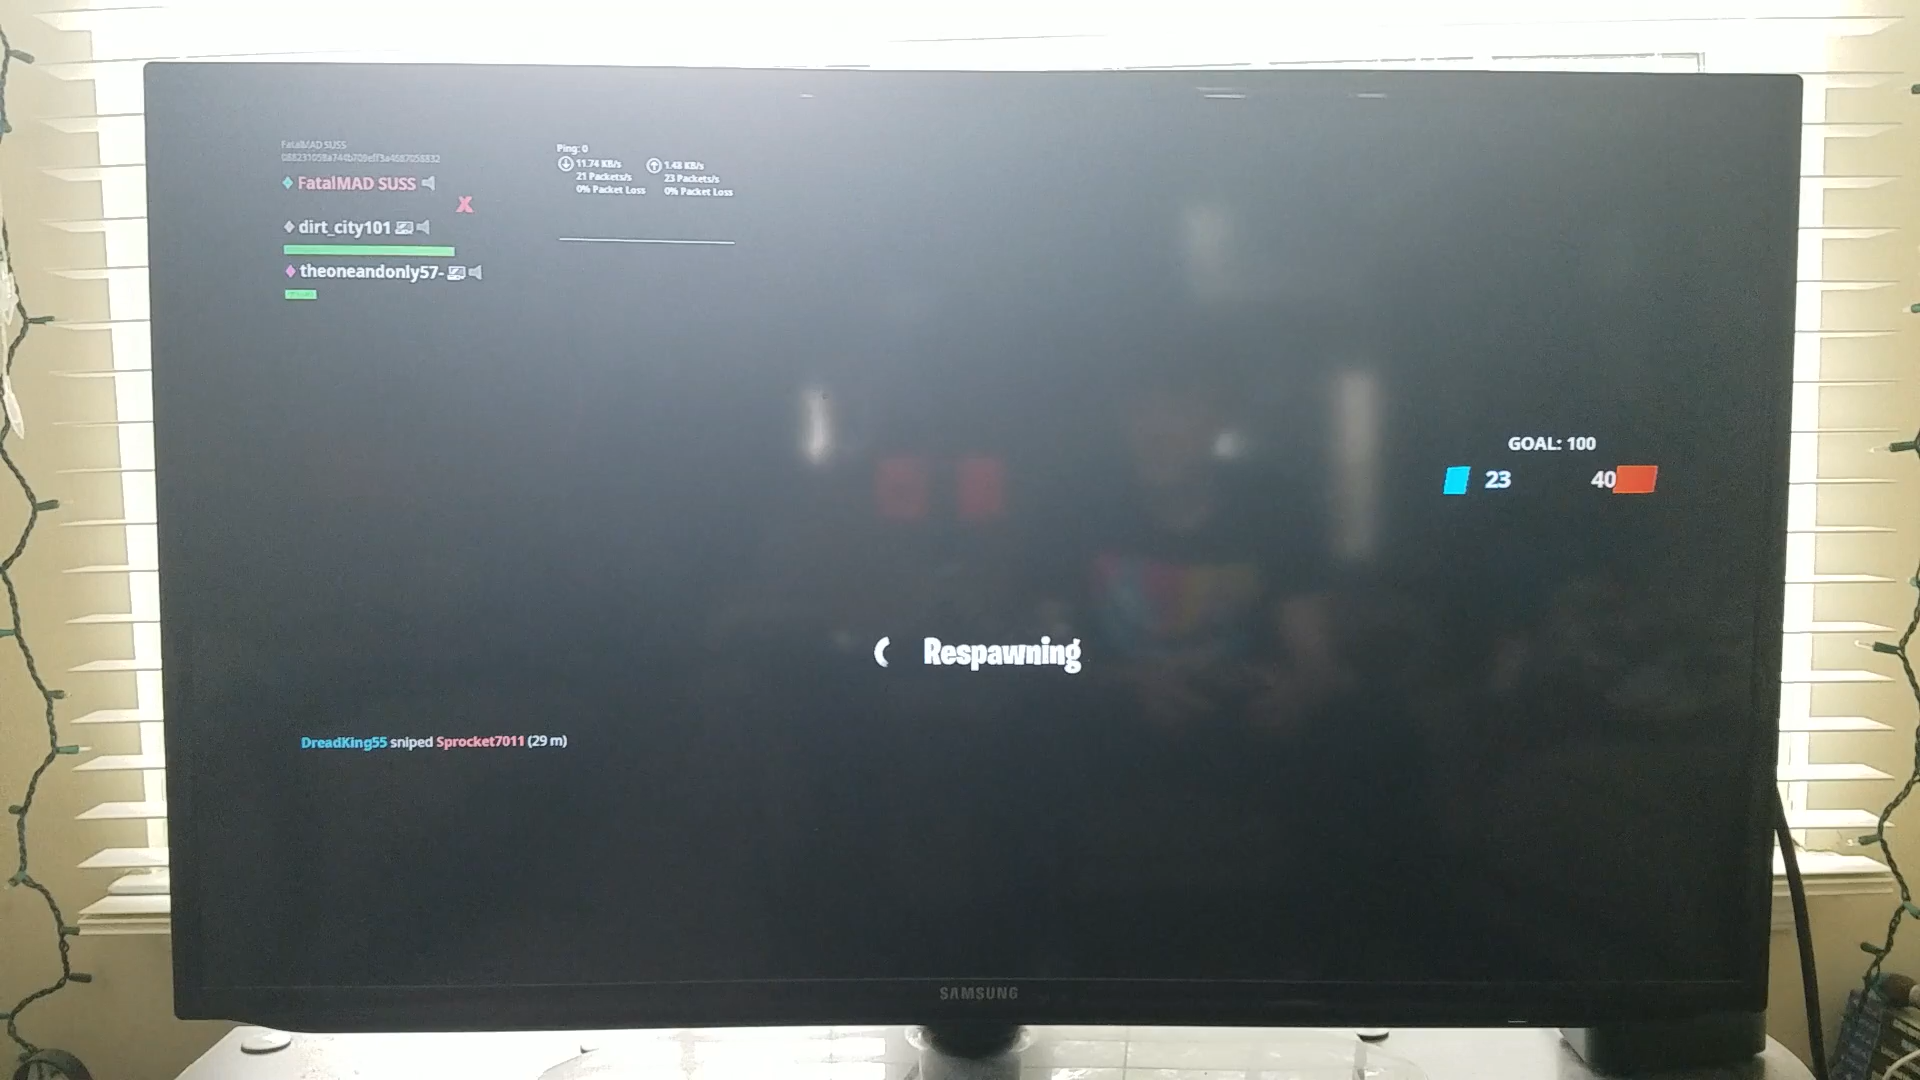 FatalMAD SUSS
FatalMAD SUSS
X
dirt_city101
theoneandonly57-
Ping: 0
11.74 KB/s
21 Packets/s
0% Packet Loss
1.48 KB/s
23 Packets/s
0% Packet Loss
GOAL: 100
23 40
Respawning
DreadKing55 sniped Sprocket7011 (29 m)
SAMSUNG